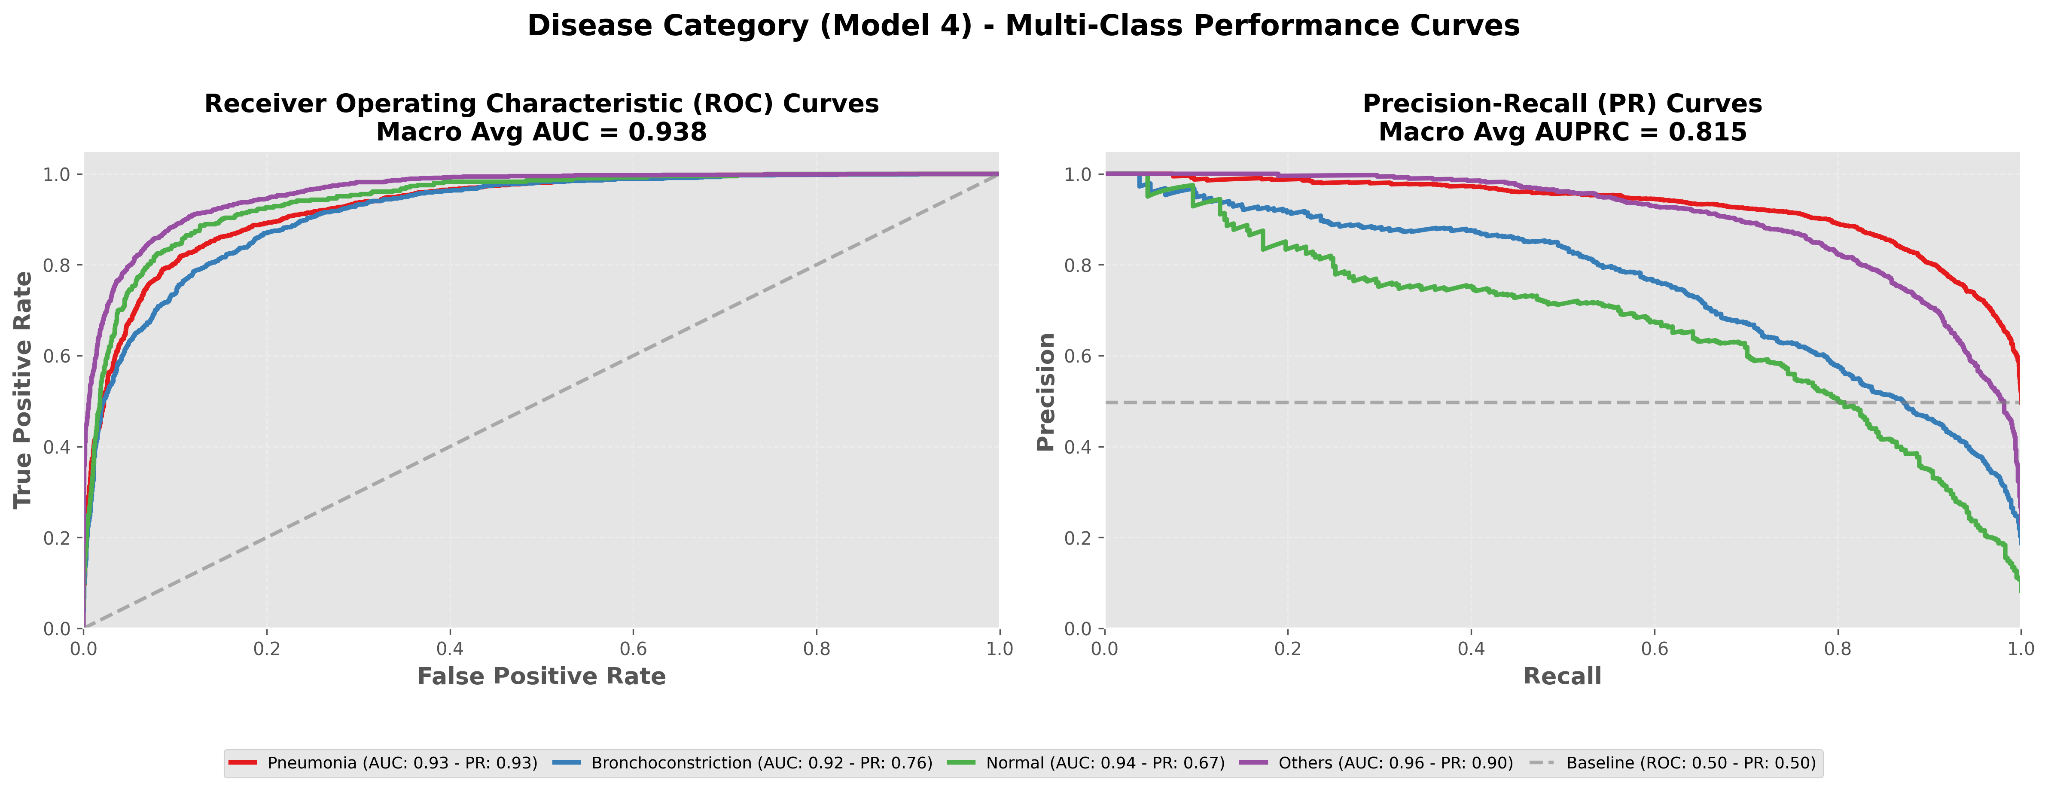 Disease Category (Model 4) - Multi-Class Performance Curves
Receiver Operating Characteristic (ROC) Curves
Macro Avg AUC = 0.938
1.0
0.8
0.6
0.4
0.2
0.0
True Positive Rate
0.0 0.2 0.4 0.6 0.8 1.0
False Positive Rate
Precision-Recall (PR) Curves
Macro Avg AUPRC = 0.815
1.0
0.8
0.6
0.4
0.2
0.0
Precision
0.0 0.2 0.4 0.6 0.8 1.0
Recall
Pneumonia (AUC: 0.93 - PR: 0.93) Bronchoconstriction (AUC: 0.92 - PR: 0.76) Normal (AUC: 0.94 - PR: 0.67) Others (AUC: 0.96 - PR: 0.90) Baseline (ROC: 0.50 - PR: 0.50)